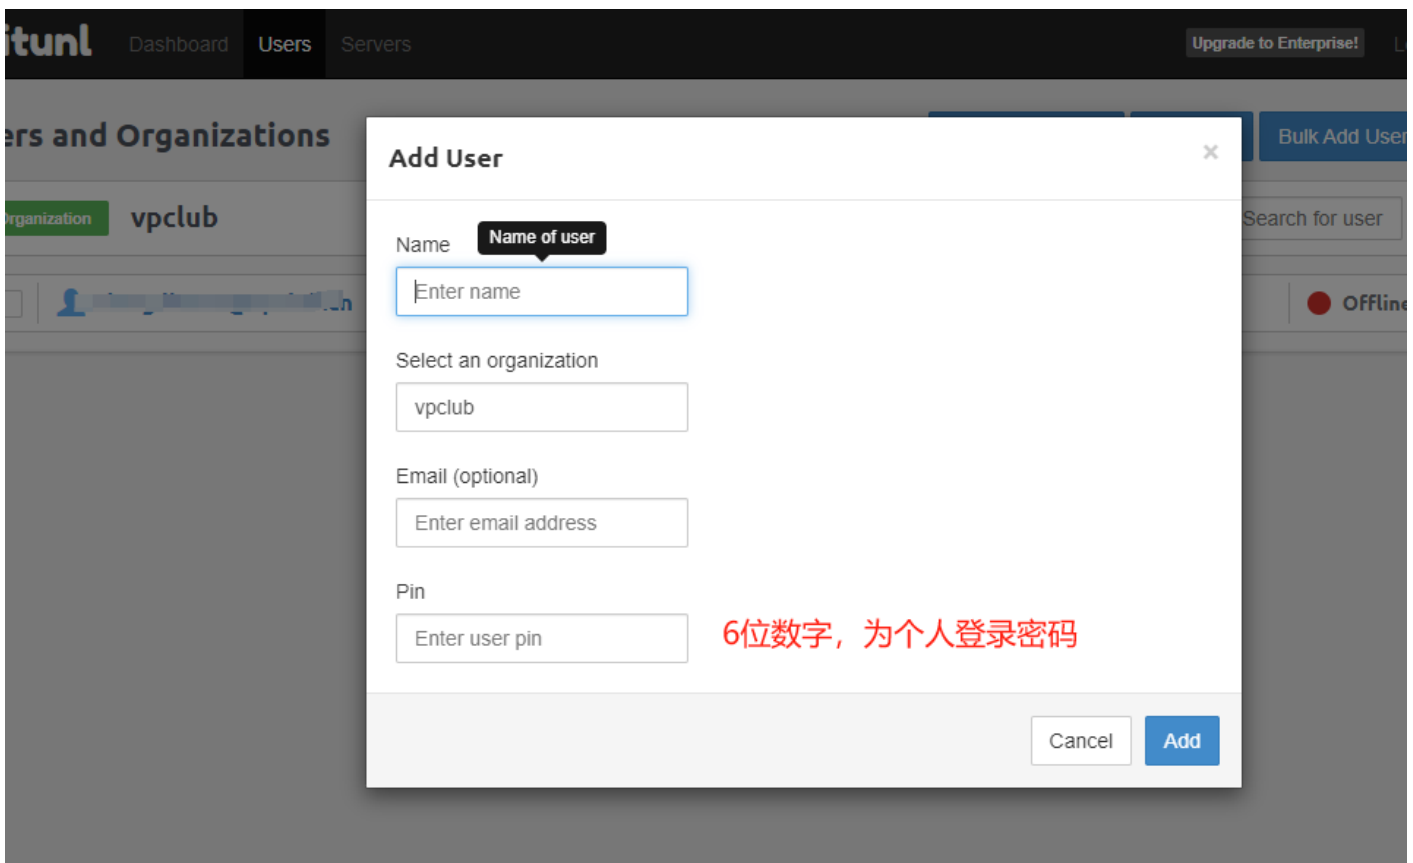 itunl Dashboard Users Servers Upgrade to Enterprise!
ers and Organizations
Bulk Add User
Organization vpclub
Search for user
Offline
Add User
×
Name
Name of user
Enter name
Select an organization
vpclub
Email (optional)
Enter email address
Pin
Enter user pin
6位数字，为个人登录密码
Cancel
Add